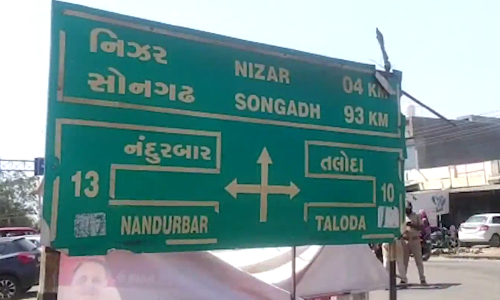 નિઝર NIZAR 04 KM
સોનગઢ SONGADH 93 KM
નંદુરબાર તલોદા
13 10
NANDURBAR TALODA